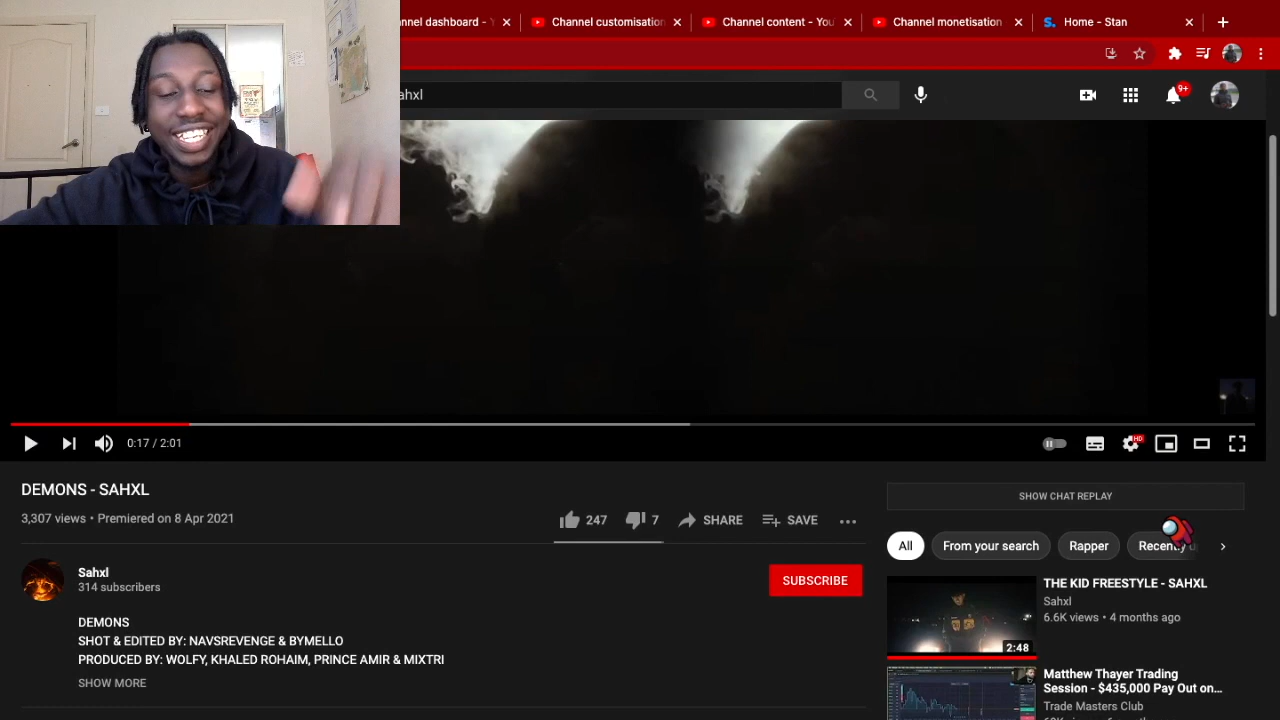 annel dashboard - Y
Channel customisation
Channel content - You
Channel monetisation
S.
Home - Stan
ahxl
9+
0:17 / 2:01
HD
DEMONS - SAHXL
3,307 views • Premiered on 8 Apr 2021
247
7
SHARE
SAVE
SHOW CHAT REPLAY
All
From your search
Rapper
Recently u
Sahxl
314 subscribers
SUBSCRIBE
DEMONS
SHOT & EDITED BY: NAVSREVENGE & BYMELLO
PRODUCED BY: WOLFY, KHALED ROHAIM, PRINCE AMIR & MIXTRI
SHOW MORE
THE KID FREESTYLE - SAHXL
Sahxl
6.6K views • 4 months ago
2:48
Matthew Thayer Trading
Session - $435,000 Pay Out on...
Trade Masters Club